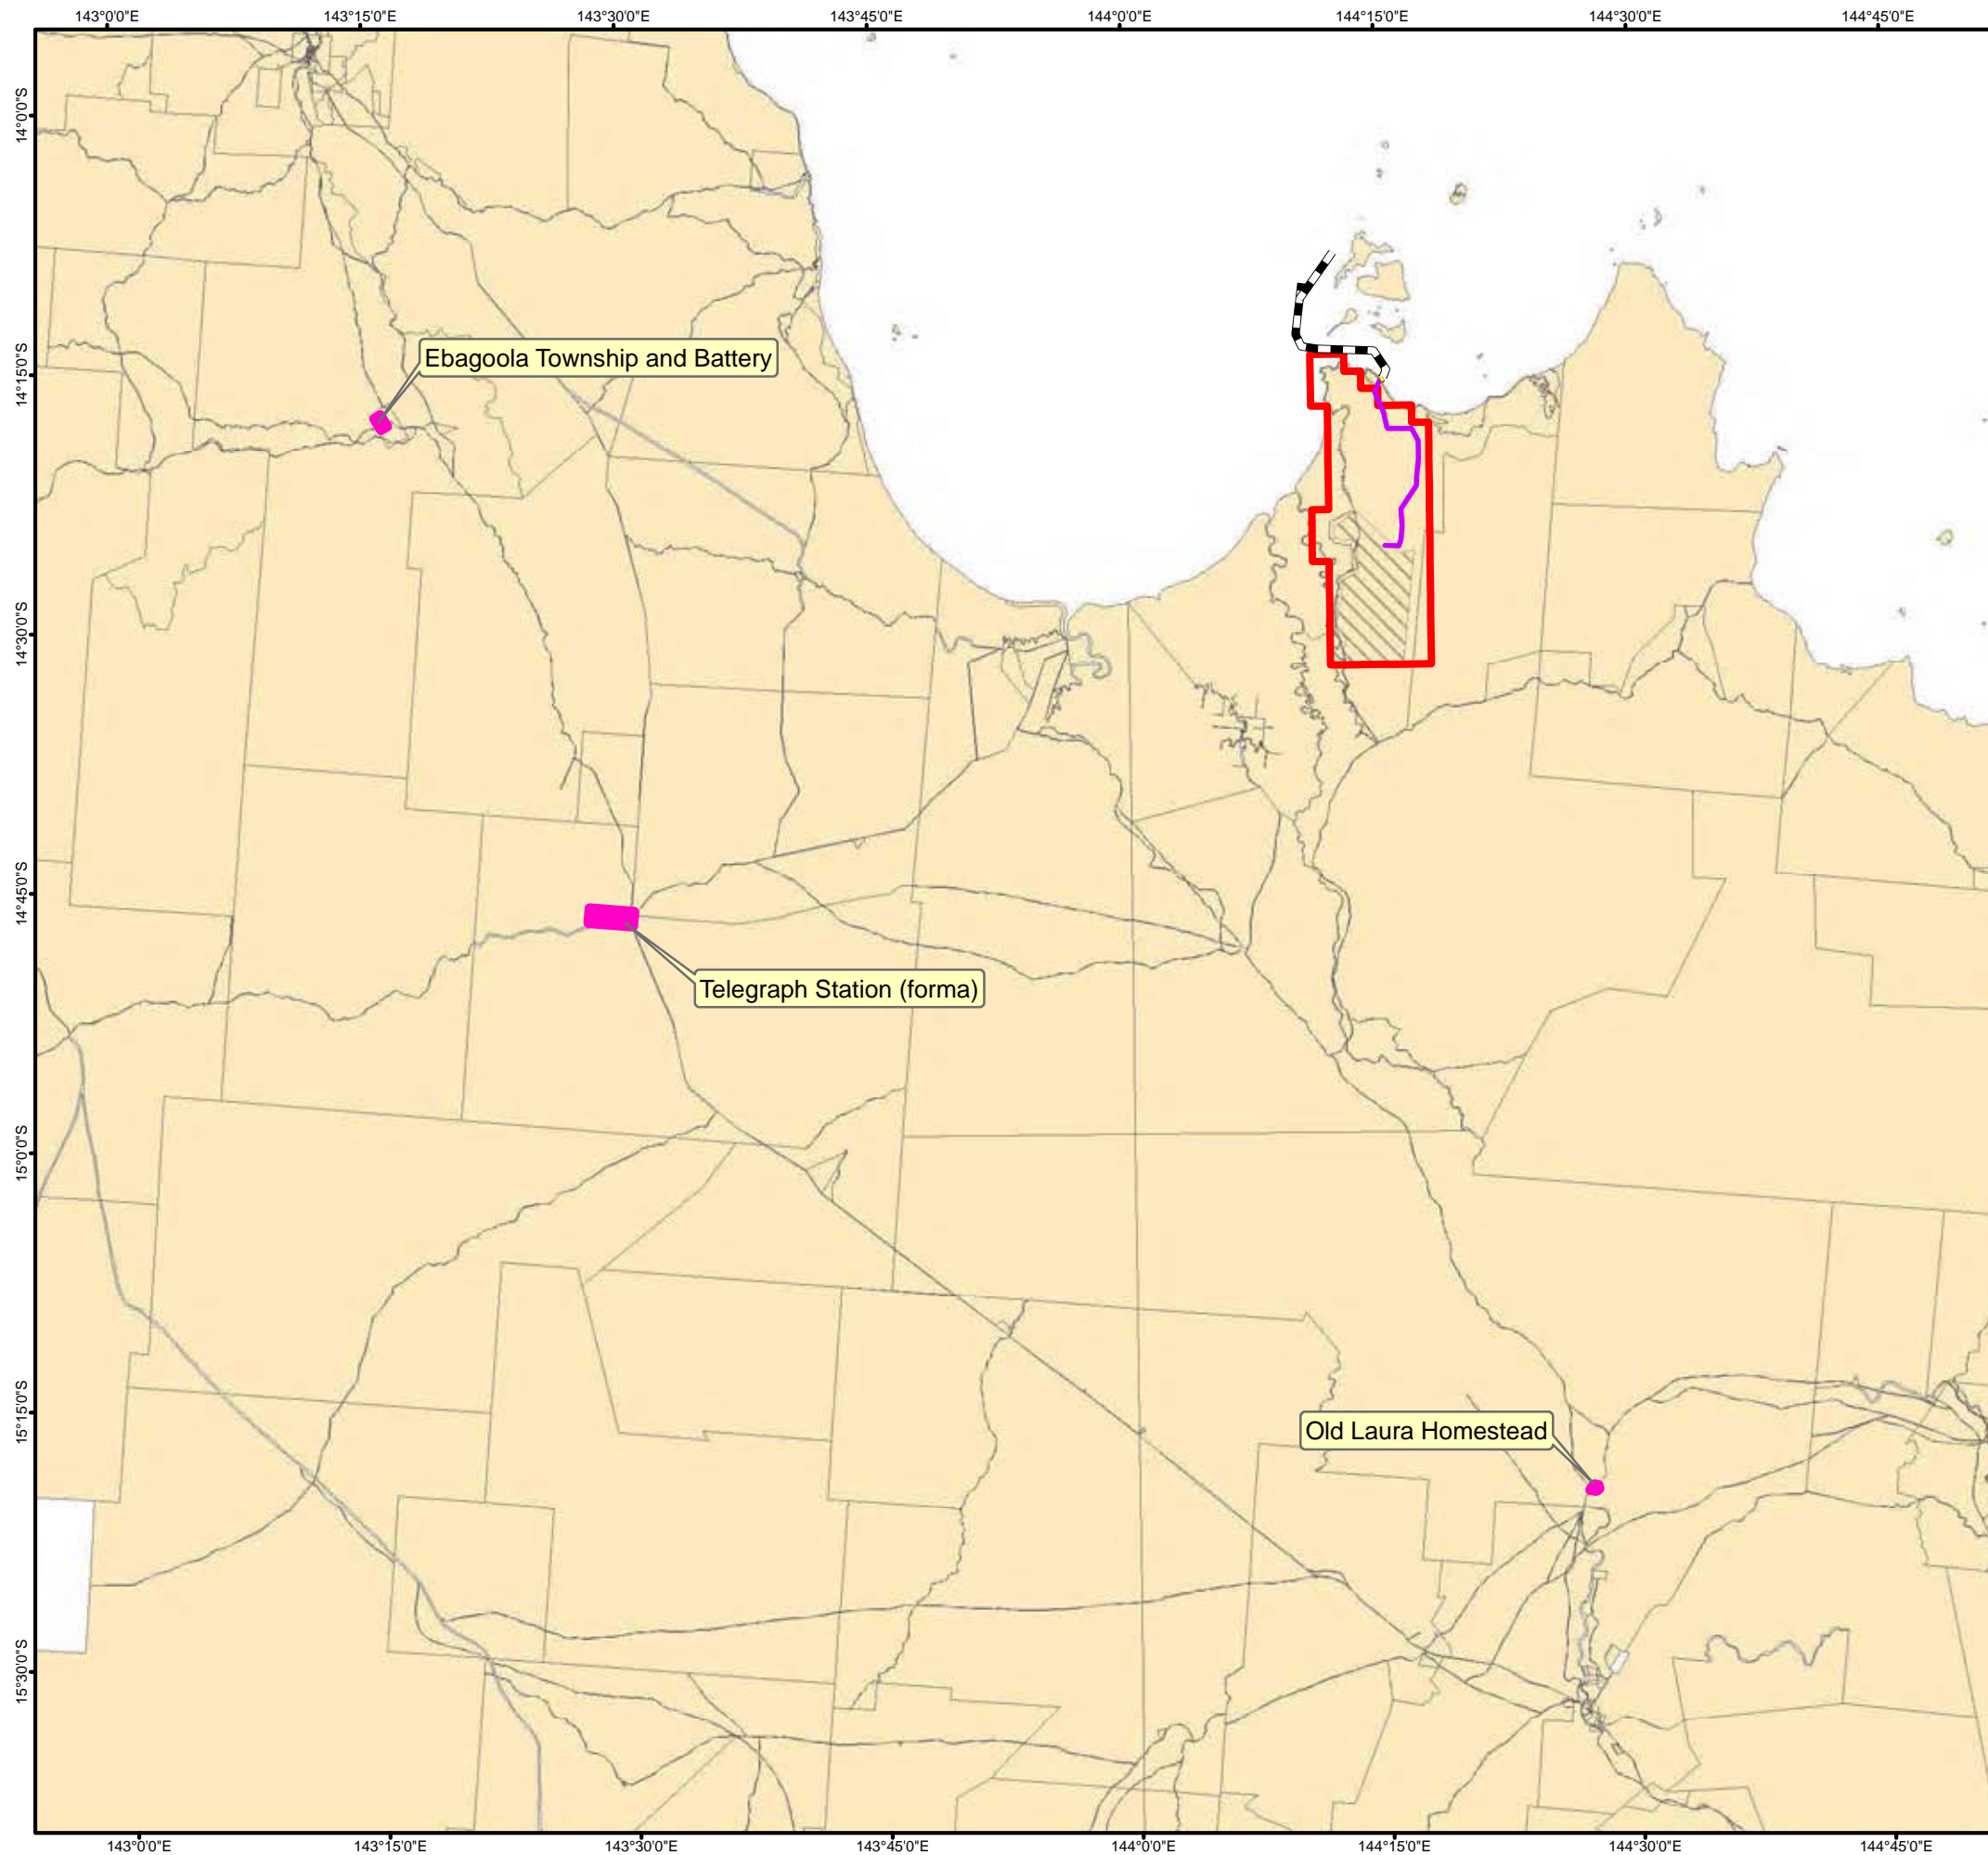 143°0'0"E 143°15'0"E 143°30'0"E 143°45'0"E 144°0'0"E 144°15'0"E 144°30'0"E 144°45'0"E
14°0'0"S
14°15'0"S
Ebagoola Township and Battery
14°30'0"S
14°45'0"S
Telegraph Station (forma)
15°0'0"S
15°15'0"S
Old Laura Homestead
15°30'0"S
143°0'0"E 143°15'0"E 143°30'0"E 143°45'0"E 144°0'0"E 144°15'0"E 144°30'0"E 144°45'0"E